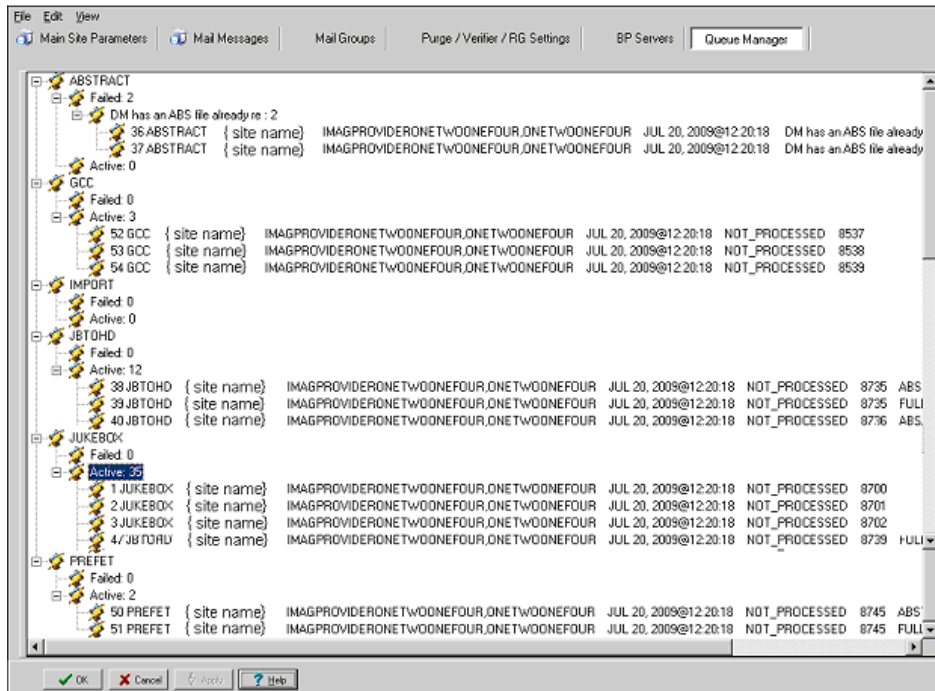 File Edit View
Main Site Parameters Mail Messages Mail Groups Purge / Verifier / RG Settings BP Servers Queue Manager
ABSTRACT
Failed: 2
DM has an ABS file already re : 2
36 ABSTRACT { site name} IMAGPROVIDERONETWOONEFOUR,ONETWOONEFOUR JUL 20, 2009@12:20:18 DM has an ABS file already
37 ABSTRACT { site name} IMAGPROVIDERONETWOONEFOUR,ONETWOONEFOUR JUL 20, 2009@12:20:18 DM has an ABS file already
Active: 0
GCC
Failed: 0
Active: 3
52 GCC { site name} IMAGPROVIDERONETWOONEFOUR,ONETWOONEFOUR JUL 20, 2009@12:20:18 NOT_PROCESSED 8537
53 GCC { site name} IMAGPROVIDERONETWOONEFOUR,ONETWOONEFOUR JUL 20, 2009@12:20:18 NOT_PROCESSED 8538
54 GCC { site name} IMAGPROVIDERONETWOONEFOUR,ONETWOONEFOUR JUL 20, 2009@12:20:18 NOT_PROCESSED 8539
IMPORT
Failed: 0
Active: 0
JBTOHD
Failed: 0
Active: 12
38 JBTOHD { site name} IMAGPROVIDERONETWOONEFOUR,ONETWOONEFOUR JUL 20, 2009@12:20:18 NOT_PROCESSED 8735 ABS
39 JBTOHD { site name} IMAGPROVIDERONETWOONEFOUR,ONETWOONEFOUR JUL 20, 2009@12:20:18 NOT_PROCESSED 8735 FULL
40 JBTOHD { site name} IMAGPROVIDERONETWOONEFOUR,ONETWOONEFOUR JUL 20, 2009@12:20:18 NOT_PROCESSED 8736 ABS
JUKEBOX
Failed: 0
Active: 35
1 JUKEBOX { site name} IMAGPROVIDERONETWOONEFOUR,ONETWOONEFOUR JUL 20, 2009@12:20:18 NOT_PROCESSED 8700
2 JUKEBOX { site name} IMAGPROVIDERONETWOONEFOUR,ONETWOONEFOUR JUL 20, 2009@12:20:18 NOT_PROCESSED 8701
3 JUKEBOX { site name} IMAGPROVIDERONETWOONEFOUR,ONETWOONEFOUR JUL 20, 2009@12:20:18 NOT_PROCESSED 8702
{ site name} IMAGPROVIDERONETWOONEFOUR,ONETWOONEFOUR JUL 20, 2009@12:20:18 NOT_PROCESSED 8739
PREFET
Failed: 0
Active: 2
50 PREFET { site name} IMAGPROVIDERONETWOONEFOUR,ONETWOONEFOUR JUL 20, 2009@12:20:18 NOT_PROCESSED 8745 ABS
51 PREFET { site name} IMAGPROVIDERONETWOONEFOUR,ONETWOONEFOUR JUL 20, 2009@12:20:18 NOT_PROCESSED 8745 FULL
OK Cancel Apply Help